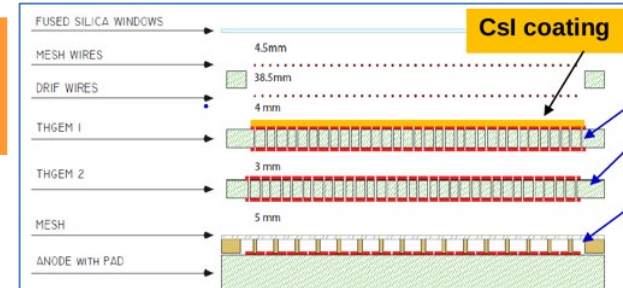 FUSED SILICA WINDOWS
CsI coating
MESH WIRES
4.5mm
38.5mm
DRIF WIRES
4 mm
THGEM 1
3 mm
THGEM 2
5 mm
MESH
ANODE WITH PAD